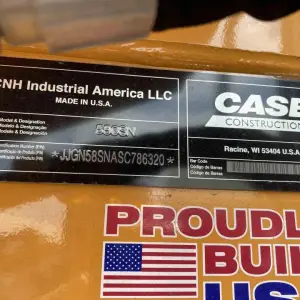 CNH Industrial America LLC
MADE IN U.S.A.
Model & Designation
Modelo & Designação
Modelo & Designación
580SN
*JJGN58SNASC786320*
CASE
CONSTRUCTION
Racine, WI 53404 U.S.A.
Bar Code
Código de Barras
Código de Barras
PROUDLY
BUIL
US